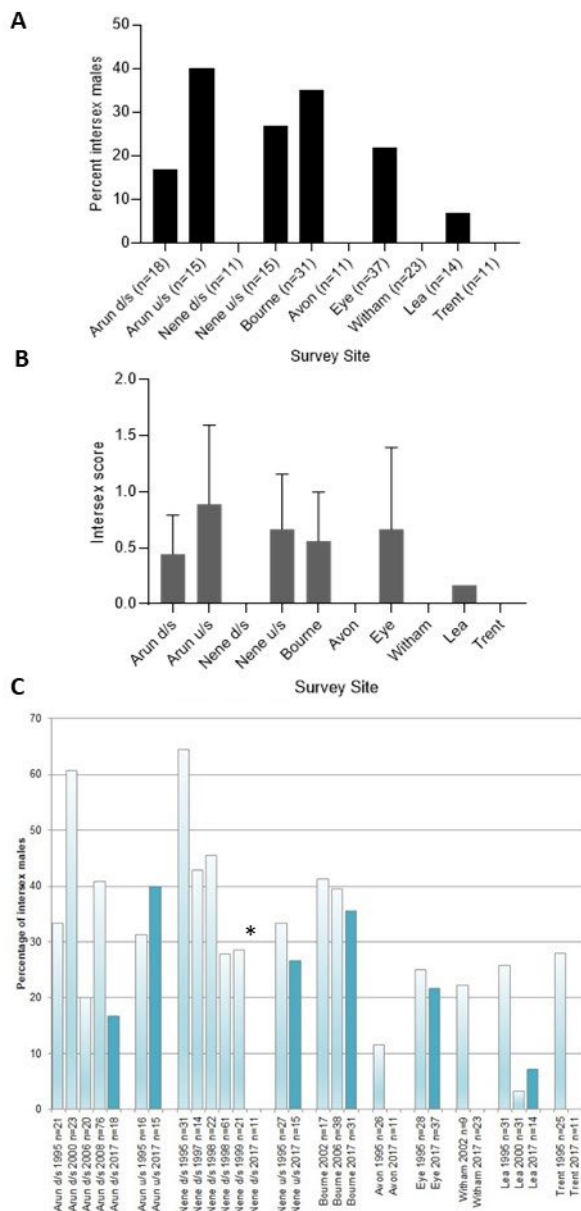 A
Percent intersex males
50
40
30
20
10
0
Arun d/s (n=18)
Arun u/s (n=15)
Nene d/s (n=11)
Nene u/s (n=15)
Bourne (n=31)
Avon (n=11)
Eye (n=37)
Witham (n=23)
Lea (n=14)
Trent (n=11)
Survey Site
B
Intersex score
2.0
1.5
1.0
0.5
0.0
Arun d/s
Arun u/s
Nene d/s
Nene u/s
Bourne
Avon
Eye
Witham
Lea
Trent
Survey Site
C
Percentage of intersex males
70
60
50
40
30
20
10
0
*
Arun d/s 1995 n=21
Arun d/s 2000 n=23
Arun d/s 2006 n=20
Arun d/s 2008 n=76
Arun d/s 2017 n=18
Arun u/s 1995 n=16
Arun u/s 2017 n=15
Nene d/s 1995 n=31
Nene d/s 1997 n=14
Nene d/s 1998 n=22
Nene d/s 1998 n=61
Nene d/s 1999 n=21
Nene d/s 2017 n=11
Nene u/s 1995 n=27
Nene u/s 2017 n=15
Bourne 2002 n=17
Bourne 2006 n=38
Bourne 2017 n=31
Avon 1995 n=26
Avon 2017 n=11
Eye 1995 n=28
Eye 2017 n=37
Witham 2002 n=9
Witham 2017 n=23
Lea 1995 n=31
Lea 2000 n=31
Lea 2017 n=14
Trent 1995 n=25
Trent 2017 n=11